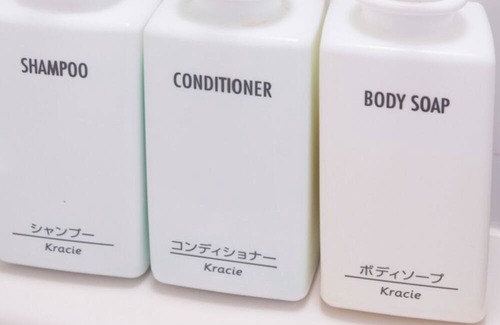 SHAMPOO
シャンプー
Kracie
CONDITIONER
コンディショナー
Kracie
BODY SOAP
ボディソープ
Kracie